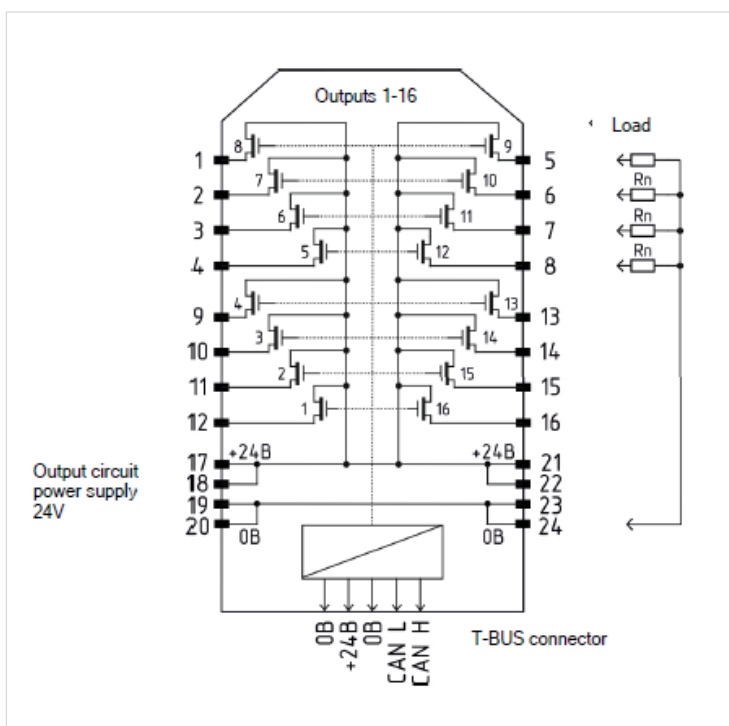 Outputs 1-16
Load
8
9
1
5
Rn
7
10
2
6
Rn
6
11
3
7
Rn
5
12
4
8
4
13
9
13
3
14
10
14
2
15
11
15
1
16
12
16
17
+24B
+24B
21
18
22
19
23
20
0B
0B
24
Output circuit
power supply
24V
0B
+24B
0B
CAN L
CAN H
T-BUS connector